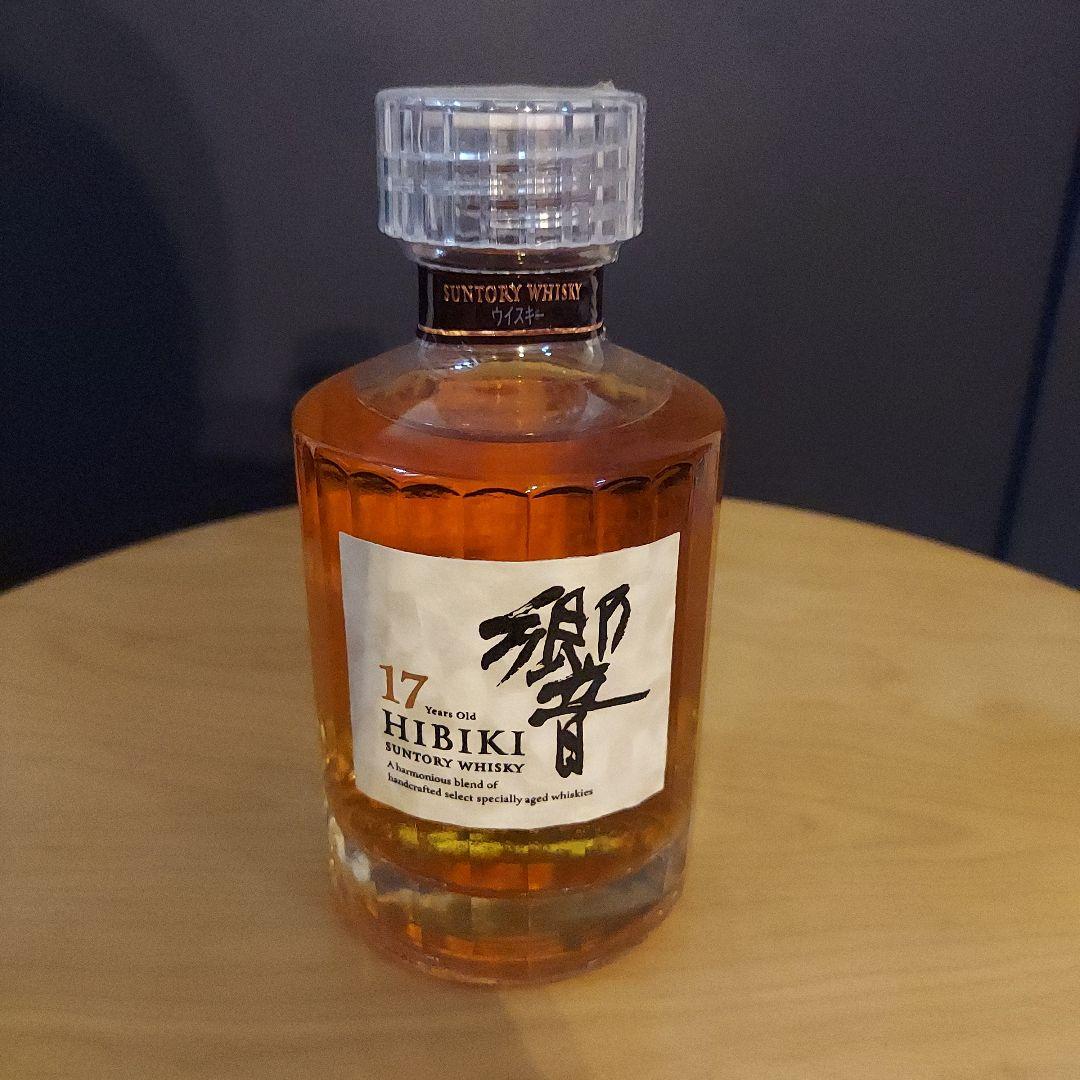 SUNTORY WHISKY
ウイスキー
響
17 Years Old
HIBIKI
SUNTORY WHISKY
A harmonious blend of
handcrafted select specially aged whiskies